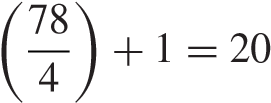 (78/4) + 1 = 20